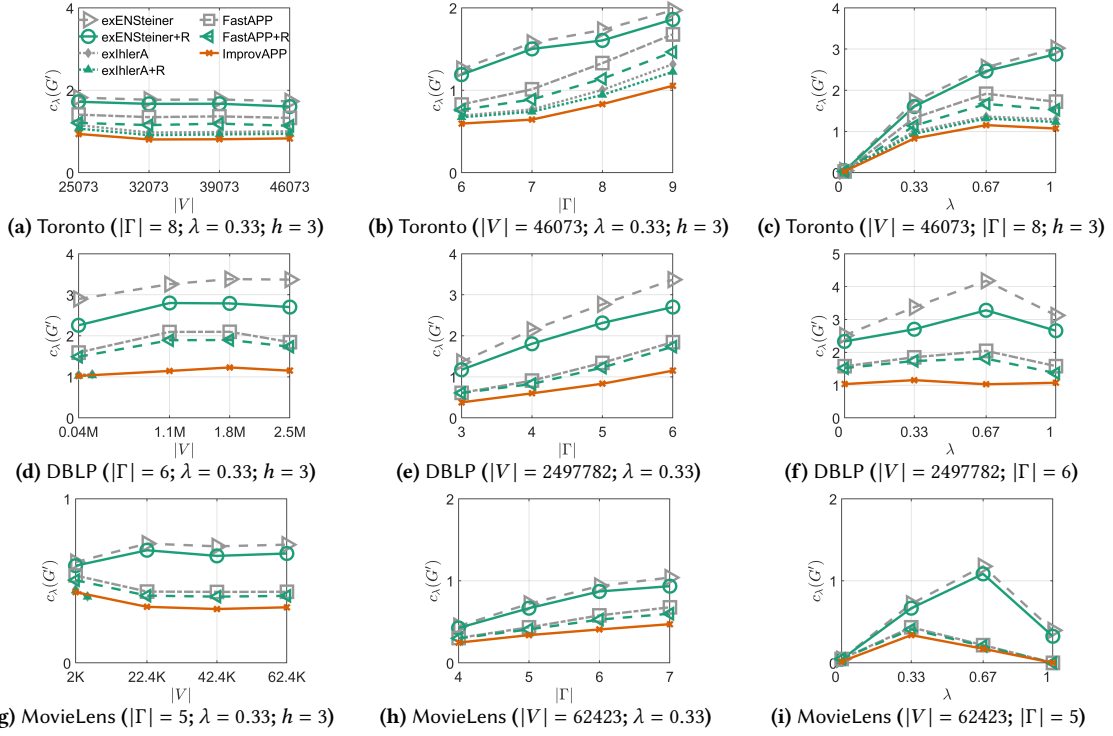 exENSteiner
exENSteiner+R
exIhlerA
exIhlerA+R
FastAPP
FastAPP+R
ImprovAPP
4
2
0
cλ(G′)
25073 32073 39073 46073
|V|
(a) Toronto (|Γ| = 8; λ = 0.33; h = 3)
2
1
0
cλ(G′)
6 7 8 9
|Γ|
(b) Toronto (|V| = 46073; λ = 0.33; h = 3)
4
3
2
1
0
cλ(G′)
0 0.33 0.67 1
λ
(c) Toronto (|V| = 46073; |Γ| = 8; h = 3)
4
3
2
1
0
cλ(G′)
0.04M 1.1M 1.8M 2.5M
|V|
(d) DBLP (|Γ| = 6; λ = 0.33; h = 3)
4
3
2
1
0
cλ(G′)
3 4 5 6
|Γ|
(e) DBLP (|V| = 2497782; λ = 0.33)
5
4
3
2
1
0
cλ(G′)
0 0.33 0.67 1
λ
(f) DBLP (|V| = 2497782; |Γ| = 6)
1
0
cλ(G′)
2K 22.4K 42.4K 62.4K
|V|
g) MovieLens (|Γ| = 5; λ = 0.33; h = 3)
2
1
0
cλ(G′)
4 5 6 7
|Γ|
(h) MovieLens (|V| = 62423; λ = 0.33)
2
1
0
cλ(G′)
0 0.33 0.67 1
λ
(i) MovieLens (|V| = 62423; |Γ| = 5)